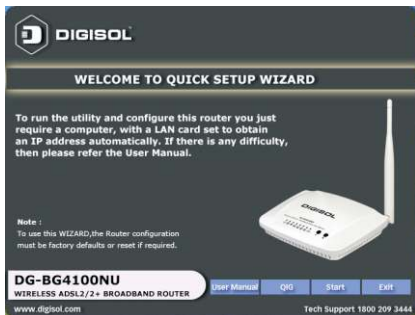 DIGISOL
WELCOME TO QUICK SETUP WIZARD
To run the utility and configure this router you just
require a computer, with a LAN card set to obtain
an IP address automatically. If there is any difficulty,
then please refer the User Manual.
DIGISOL
Note :
To use this WIZARD,the Router configuration
must be factory defaults or reset if required.
DG-BG4100NU
WIRELESS ADSL2/2+ BROADBAND ROUTER
User Manual QIG Start Exit
www.digisol.com Tech Support 1800 209 3444